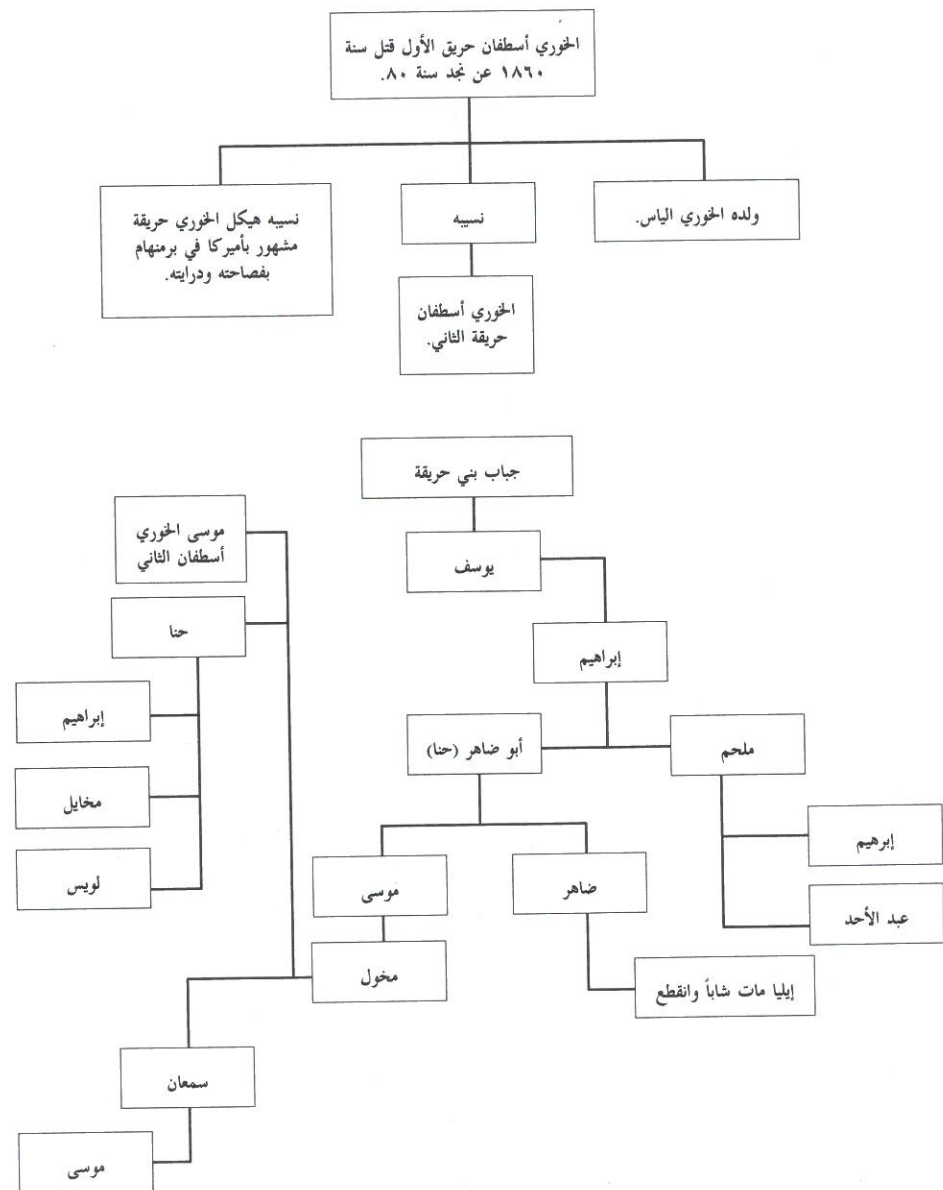 الخوري أسطفان حريق الأول قتل سنة
١٨٦٠ عن نجد سنة ٨٠.
ولده الخوري الياس.
نسيبه
نسيبه هيكل الخوري حريقة
مشهور بأميركا في برمنهام
بفصاحته ودرايته.
الخوري أسطفان
حريقة الثاني.
جباب بني حريقة
موسى الخوري
أسطفان الثاني
يوسف
حنا
إبراهيم
إبراهيم
أبو ضاهر (حنا)
ملحم
مخايل
إبرهيم
ضاهر
موسى
لويس
عبد الأحد
مخول
إيليا مات شاباً وانقطع
سمعان
موسى